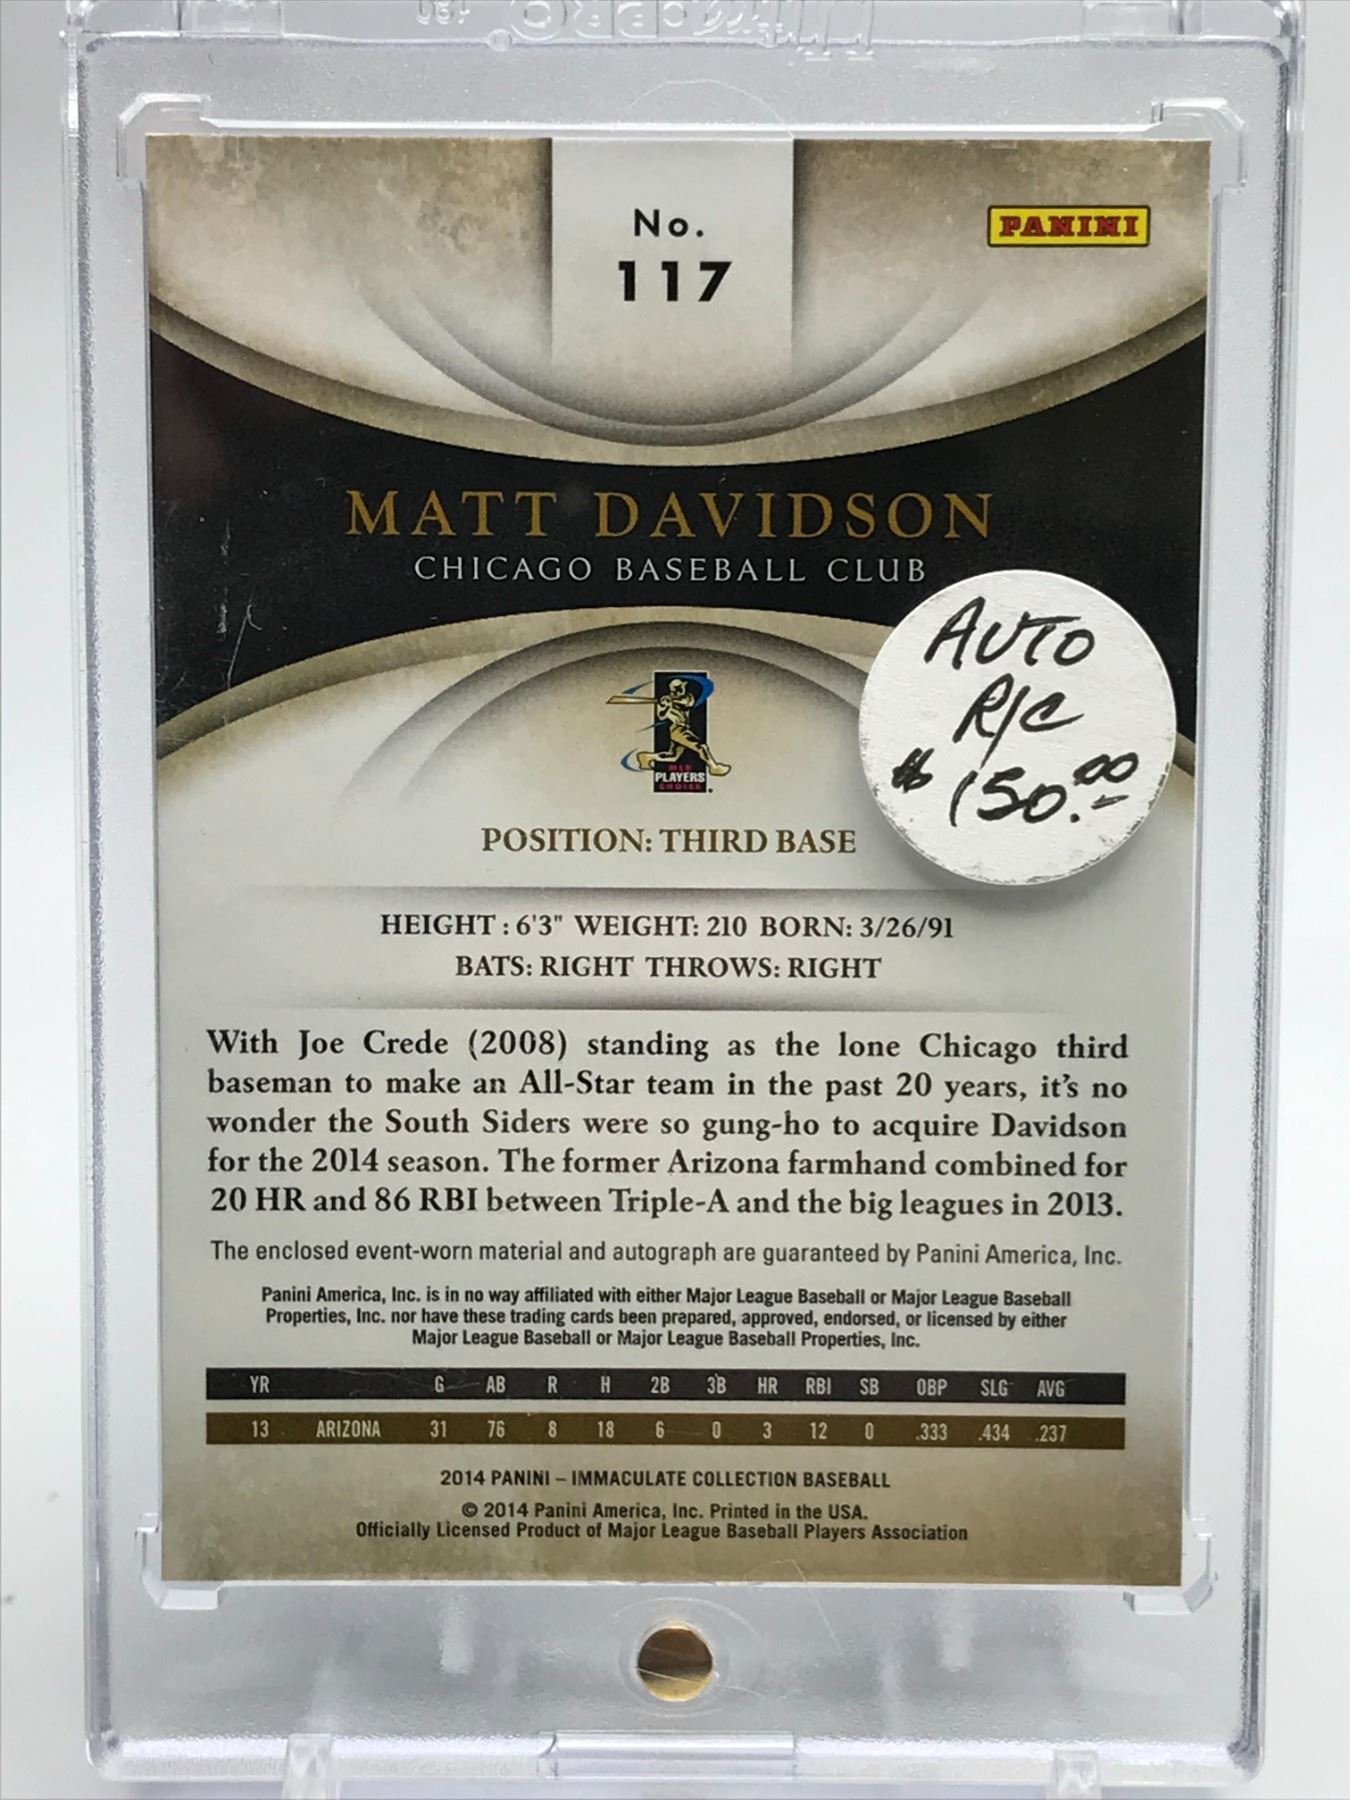 No.
117
PANINI
MATT DAVIDSON
CHICAGO BASEBALL CLUB
AUTO
R/C
$150.00
PLAYERS
POSITION: THIRD BASE
HEIGHT : 6'3" WEIGHT: 210 BORN: 3/26/91
BATS: RIGHT THROWS: RIGHT
With Joe Crede (2008) standing as the lone Chicago third
baseman to make an All-Star team in the past 20 years, it's no
wonder the South Siders were so gung-ho to acquire Davidson
for the 2014 season. The former Arizona farmhand combined for
20 HR and 86 RBI between Triple-A and the big leagues in 2013.
The enclosed event-worn material and autograph are guaranteed by Panini America, Inc.
Panini America, Inc. is in no way affiliated with either Major League Baseball or Major League Baseball
Properties, Inc. nor have these trading cards been prepared, approved, endorsed, or licensed by either
Major League Baseball or Major League Baseball Properties, Inc.
YR G AB R H 2B 3B HR RBI SB OBP SLG AVG
13 ARIZONA 31 76 8 18 6 0 3 12 0 .333 .434 .237
2014 PANINI – IMMACULATE COLLECTION BASEBALL
© 2014 Panini America, Inc. Printed in the USA.
Officially Licensed Product of Major League Baseball Players Association